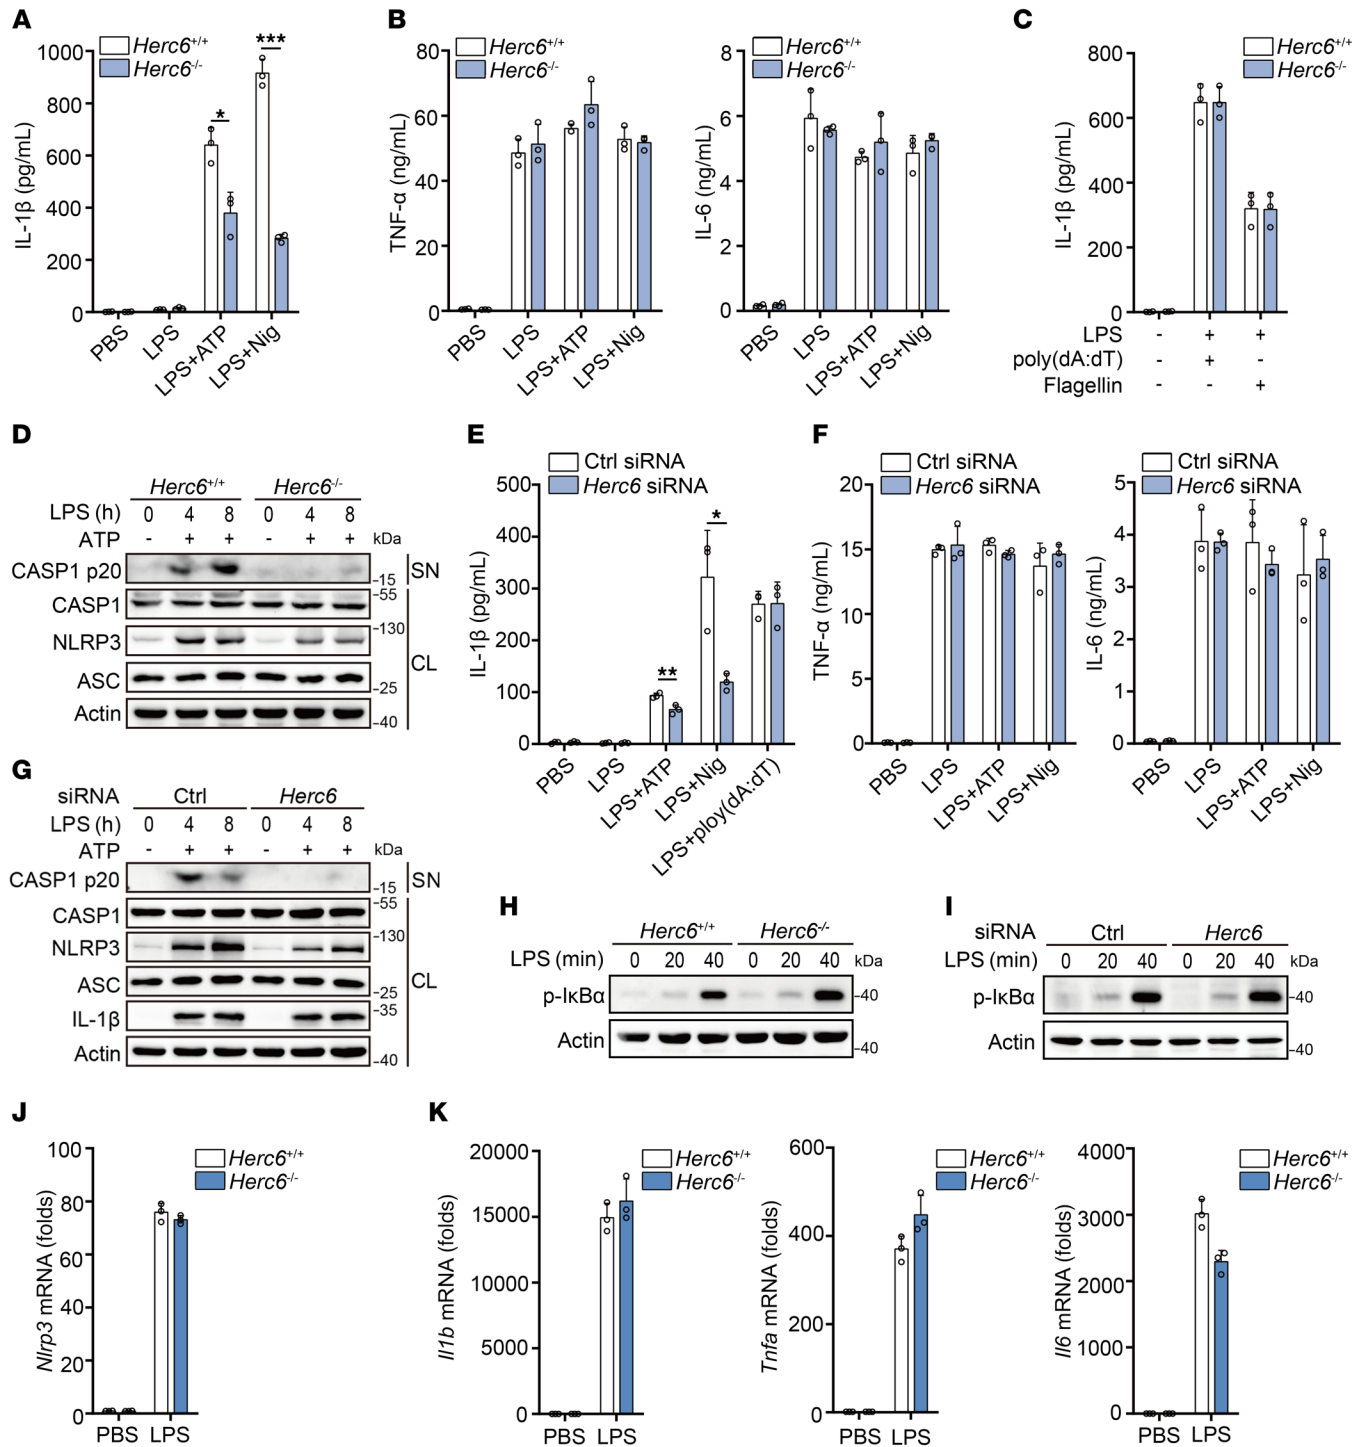 A
Herc6+/+
Herc6-/-
IL-1β (pg/mL)
1000
800
600
400
200
0
*
***
PBS
LPS
LPS+ATP
LPS+Nig
B
Herc6+/+
Herc6-/-
TNF-α (ng/mL)
80
60
40
20
0
PBS
LPS
LPS+ATP
LPS+Nig
Herc6+/+
Herc6-/-
IL-6 (ng/mL)
8
6
4
2
0
PBS
LPS
LPS+ATP
LPS+Nig
C
Herc6+/+
Herc6-/-
IL-1β (pg/mL)
800
600
400
200
0
LPS - + +
poly(dA:dT) - + -
Flagellin - - +
D
Herc6+/+ Herc6-/-
LPS (h) 0 4 8 0 4 8
ATP - + + - + + kDa
CASP1 p20 -15 SN
CASP1 -55
NLRP3 -130
CL
ASC -25
Actin -40
E
Ctrl siRNA
Herc6 siRNA
IL-1β (pg/mL)
500
400
300
200
100
0
**
*
PBS
LPS
LPS+ATP
LPS+Nig
LPS+ploy(dA:dT)
F
Ctrl siRNA
Herc6 siRNA
TNF-α (ng/mL)
20
15
10
5
0
PBS
LPS
LPS+ATP
LPS+Nig
Ctrl siRNA
Herc6 siRNA
IL-6 (ng/mL)
5
4
3
2
1
0
PBS
LPS
LPS+ATP
LPS+Nig
G
siRNA Ctrl Herc6
LPS (h) 0 4 8 0 4 8
ATP - + + - + + kDa
CASP1 p20 -15 SN
CASP1 -55
NLRP3 -130
ASC -25 CL
IL-1β -35
Actin -40
H
Herc6+/+ Herc6-/-
LPS (min) 0 20 40 0 20 40 kDa
p-IκBα -40
Actin -40
I
siRNA Ctrl Herc6
LPS (min) 0 20 40 0 20 40 kDa
p-IκBα -40
Actin -40
J
Herc6+/+
Herc6-/-
Nlrp3 mRNA (folds)
100
80
60
40
20
0
PBS LPS
K
Herc6+/+
Herc6-/-
Il1b mRNA (folds)
20000
15000
10000
5000
0
PBS LPS
Herc6+/+
Herc6-/-
Tnfa mRNA (folds)
600
400
200
0
PBS LPS
Herc6+/+
Herc6-/-
Il6 mRNA (folds)
4000
3000
2000
1000
0
PBS LPS